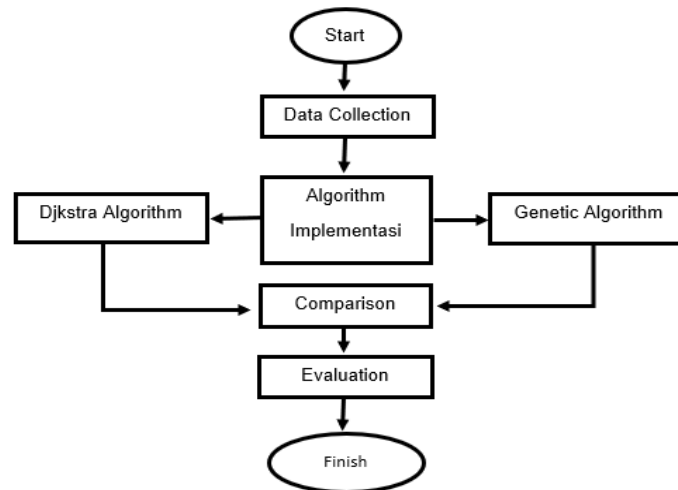 Start
Data Collection
Algorithm
Implementasi
Djkstra Algorithm
Genetic Algorithm
Comparison
Evaluation
Finish